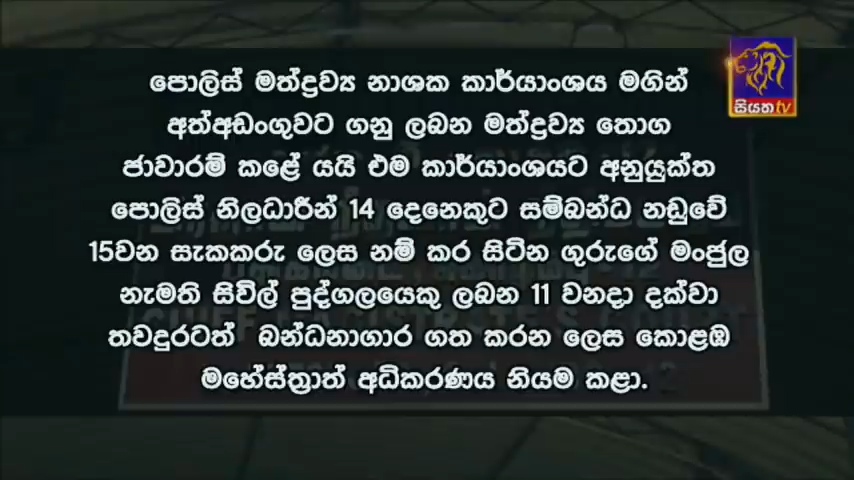 පොලිස් මත්ද්‍රව්‍ය නාශක කාර්යාංශය මගින්
අත්අඩංගුවට ගනු ලබන මත්ද්‍රව්‍ය තොග
ජාවාරම් කළේ යයි එම කාර්යාංශයට අනුයුක්ත
පොලිස් නිලධාරීන් 14 දෙනෙකුට සම්බන්ධ නඩුවේ
15වන සැකකරු ලෙස නම් කර සිටින ගුරුගේ මංජුල
නැමති සිවිල් පුද්ගලයෙකු ලබන 11 වනදා දක්වා
තවදුරටත් බන්ධනාගාර ගත කරන ලෙස කොළඹ
මහේස්ත්‍රාත් අධිකරණය නියම කළා.
සියත tv